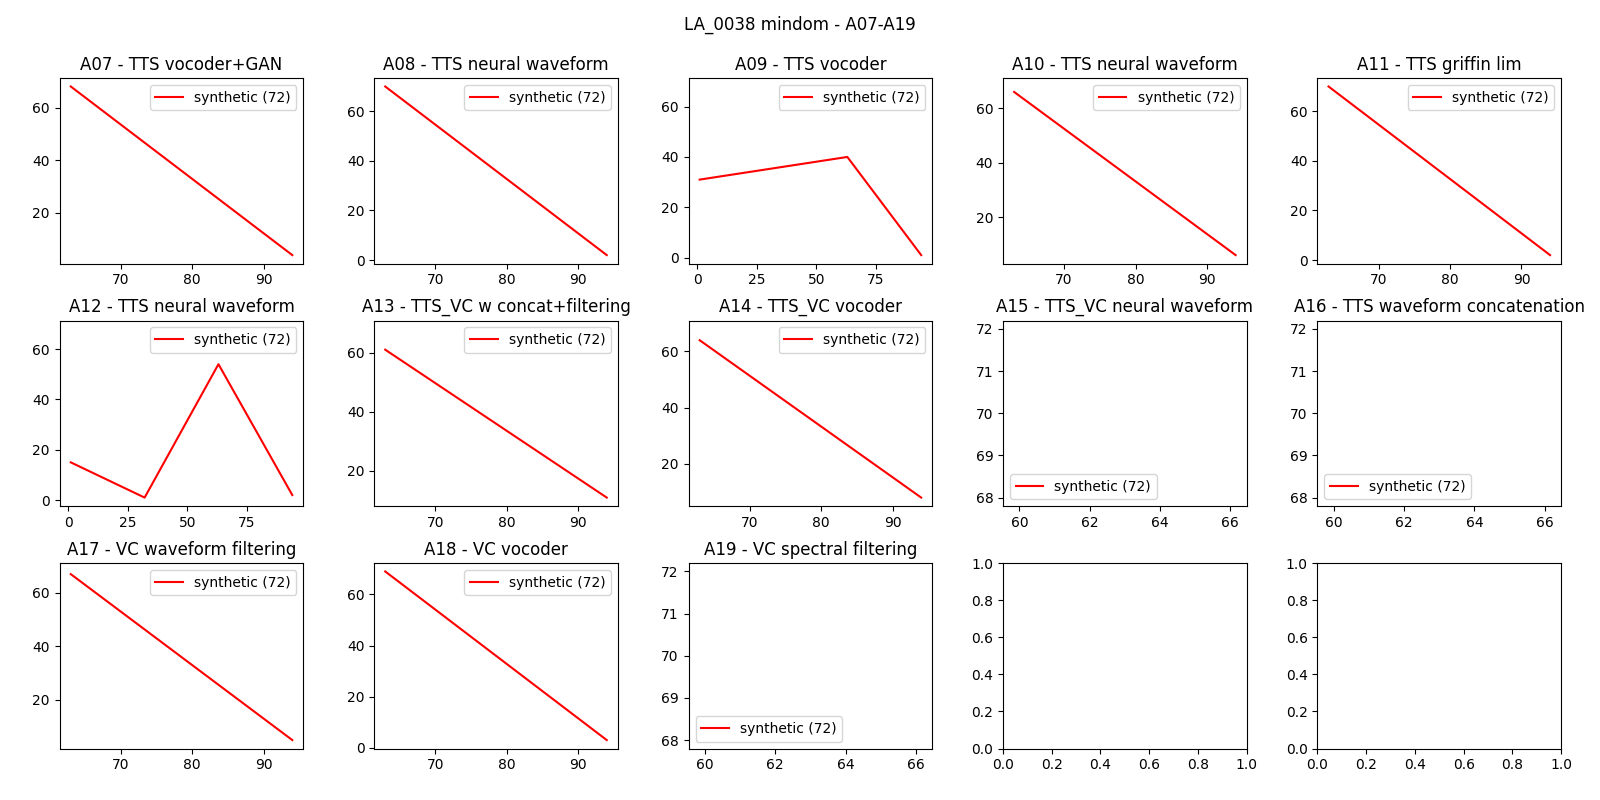 LA_0038 mindom - A07-A19
A07 - TTS vocoder+GAN
A08 - TTS neural waveform
A09 - TTS vocoder
A10 - TTS neural waveform
A11 - TTS griffin lim
synthetic (72)
synthetic (72)
synthetic (72)
synthetic (72)
synthetic (72)
60
40
20
70 80 90
60
40
20
0
70 80 90
60
40
20
0
0 25 50 75
60
40
20
70 80 90
60
40
20
0
70 80 90
A12 - TTS neural waveform
A13 - TTS_VC w concat+filtering
A14 - TTS_VC vocoder
A15 - TTS_VC neural waveform
A16 - TTS waveform concatenation
synthetic (72)
synthetic (72)
synthetic (72)
synthetic (72)
synthetic (72)
60
40
20
0
0 25 50 75
60
40
20
70 80 90
60
40
20
70 80 90
72
71
70
69
68
60 62 64 66
72
71
70
69
68
60 62 64 66
A17 - VC waveform filtering
A18 - VC vocoder
A19 - VC spectral filtering
synthetic (72)
synthetic (72)
synthetic (72)
60
40
20
70 80 90
60
40
20
0
70 80 90
72
71
70
69
68
60 62 64 66
1.0
0.8
0.6
0.4
0.2
0.0
0.0 0.2 0.4 0.6 0.8 1.0
1.0
0.8
0.6
0.4
0.2
0.0
0.0 0.2 0.4 0.6 0.8 1.0